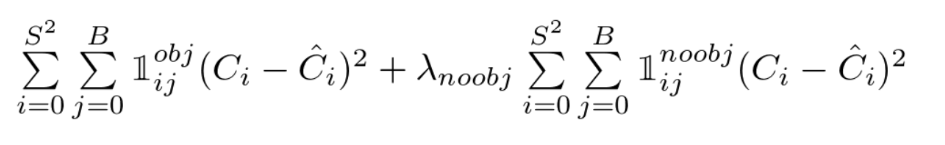 \sum_{i=0}^{S^2} \sum_{j=0}^{B} \mathbb{1}_{ij}^{obj} (C_i - \hat{C}_i)^2 + \lambda_{noobj} \sum_{i=0}^{S^2} \sum_{j=0}^{B} \mathbb{1}_{ij}^{noobj} (C_i - \hat{C}_i)^2